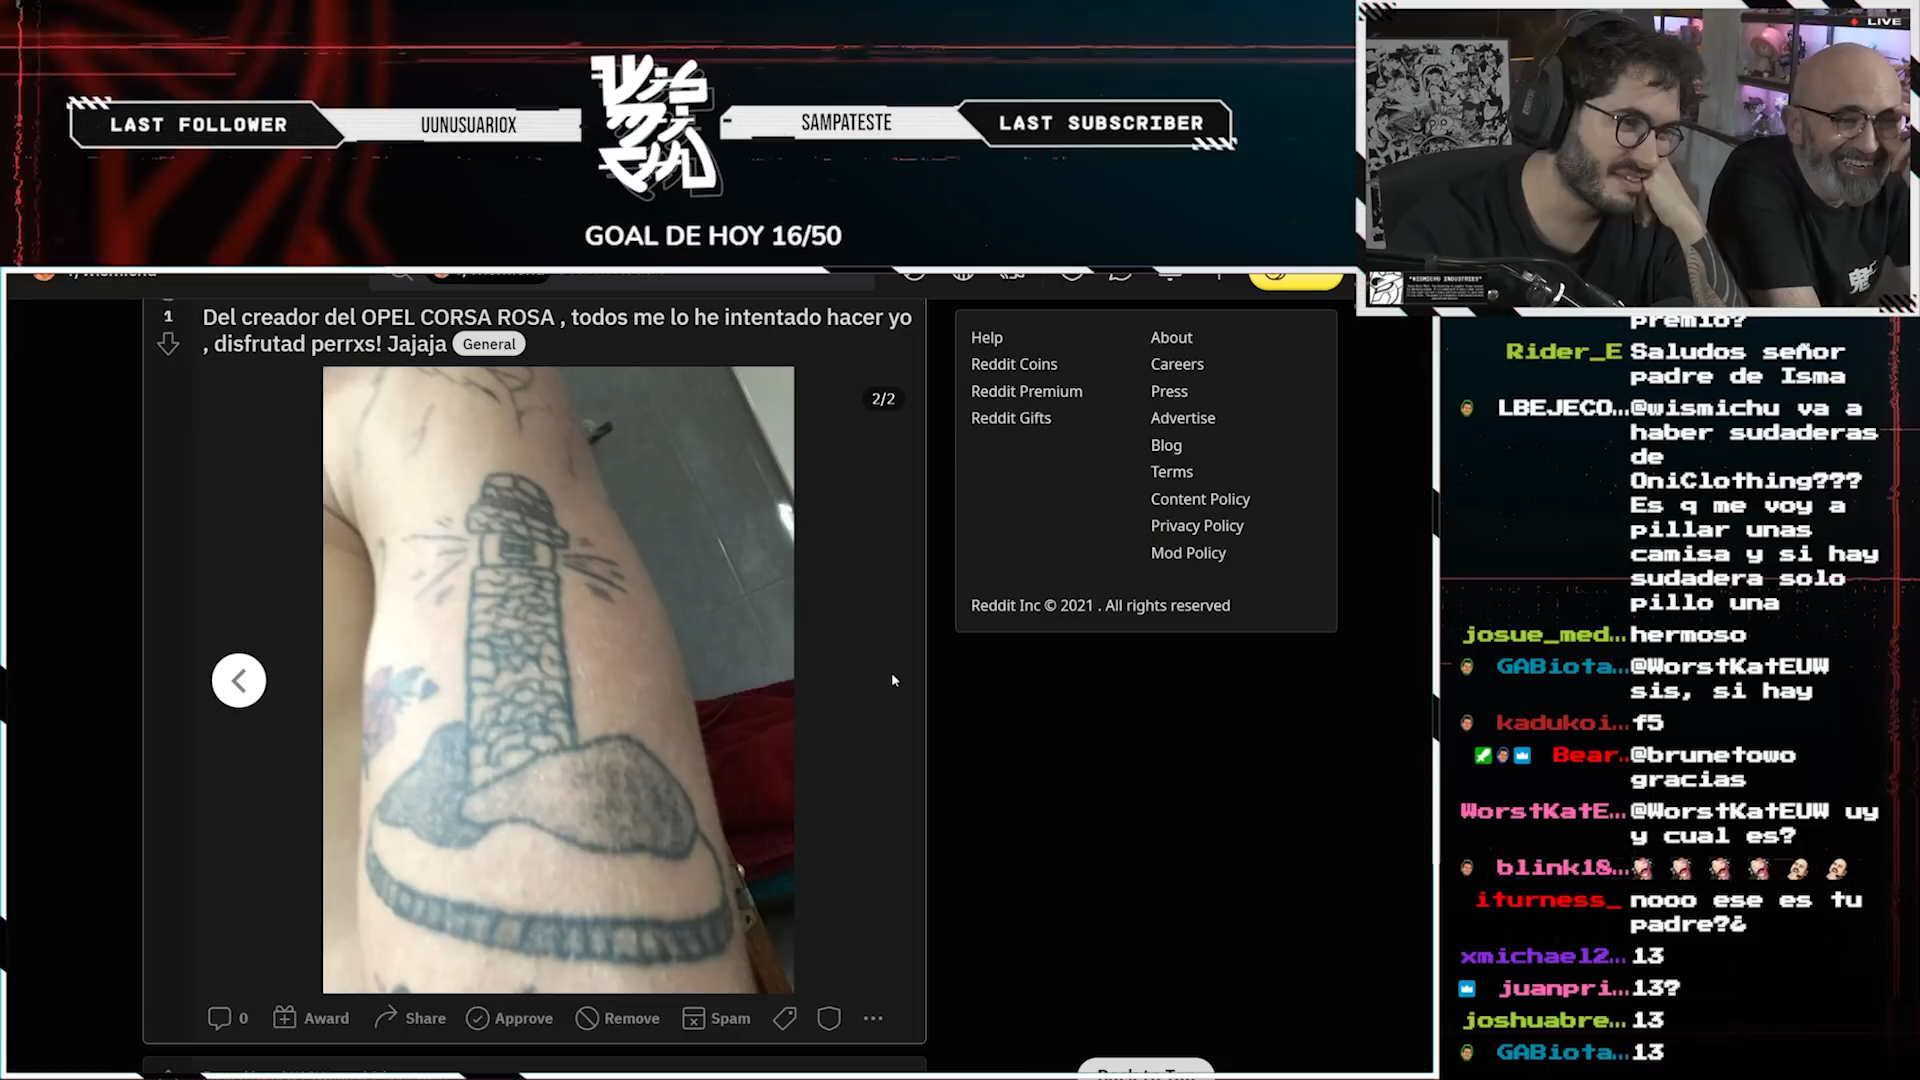 LIVE
LAST FOLLOWER
UUNUSUARIOX
SAMPATESTE
LAST SUBSCRIBER
GOAL DE HOY 16/50
"WISMICHU INDUSTRIES"
1
Del creador del OPEL CORSA ROSA , todos me lo he intentado hacer yo
, disfrutad perrxs! Jajaja General
2/2
0 Award Share Approve Remove Spam
Help
Reddit Coins
Reddit Premium
Reddit Gifts
About
Careers
Press
Advertise
Blog
Terms
Content Policy
Privacy Policy
Mod Policy
Reddit Inc © 2021 . All rights reserved
Back to Top
premio?
Rider_E Saludos señor
padre de Isma
LBEJECO... @wismichu va a
haber sudaderas
de
OniClothing???
Es q me voy a
pillar unas
camisa y si hay
sudadera solo
pillo una
josue_med... hermoso
GABiota... @WorstKatEUW
sis, si hay
kadukoi... f5
Bear... @brunetowo
gracias
WorstKatE... @WorstKatEUW uy
y cual es?
blink18...
iturness_ nooo ese es tu
padre?¿
xmichael2... 13
juanpri... 13?
joshuabre... 13
GABiota... 13